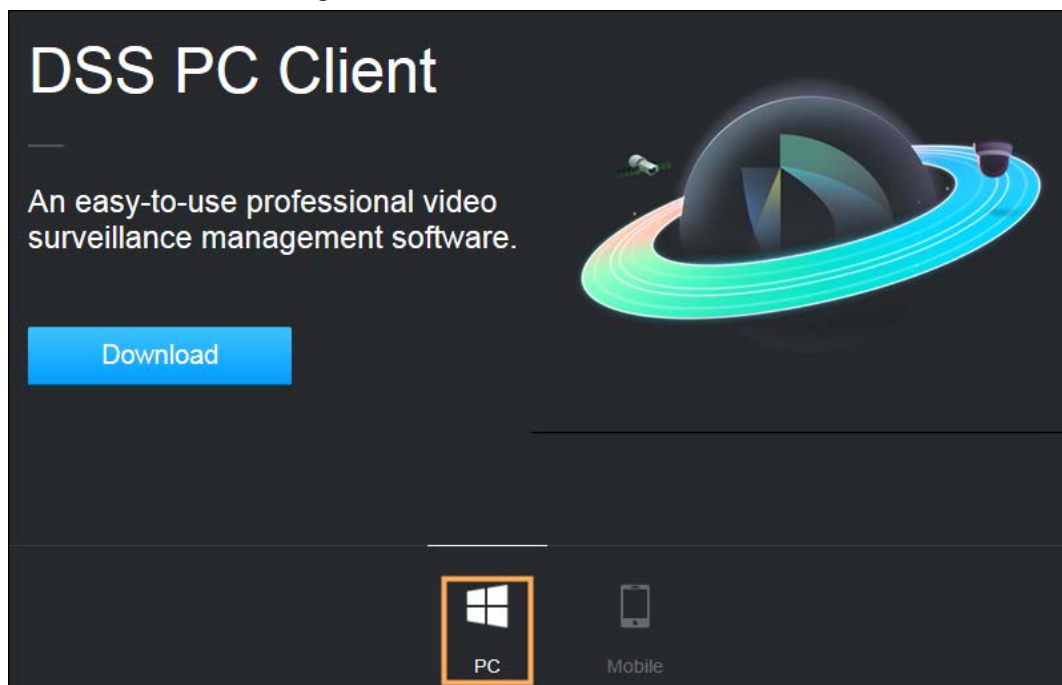 DSS PC Client
An easy-to-use professional video
surveillance management software.
Download
PC
Mobile